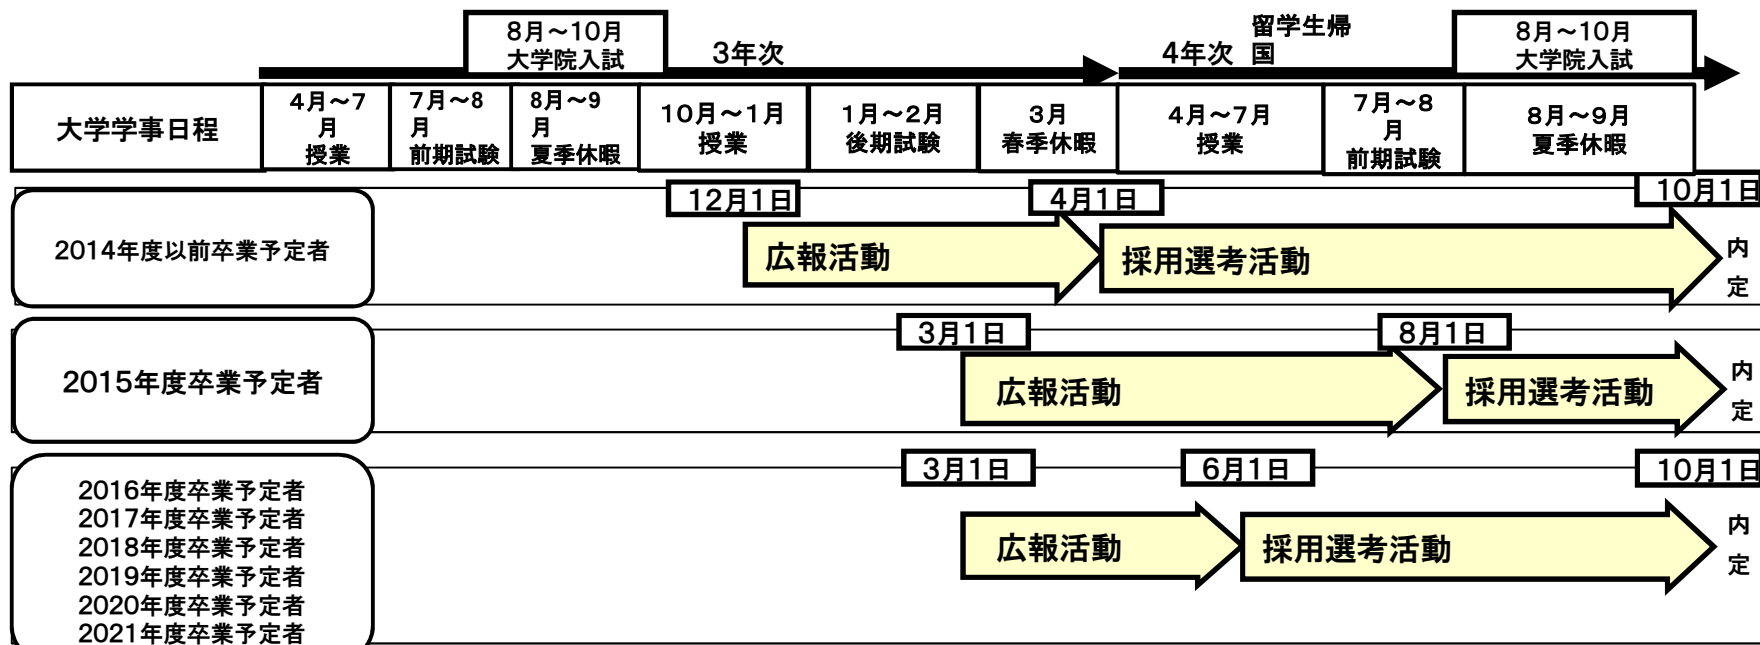 8月～10月
大学院入試
3年次
4年次
留学生帰
国
8月～10月
大学院入試
大学学事日程
4月～7
月
授業
7月～8
月
前期試験
8月～9
月
夏季休暇
10月～1月
授業
1月～2月
後期試験
3月
春季休暇
4月～7月
授業
7月～8
月
前期試験
8月～9月
夏季休暇
12月1日
4月1日
10月1日
2014年度以前卒業予定者
広報活動
採用選考活動
内
定
3月1日
8月1日
2015年度卒業予定者
広報活動
採用選考活動
内
定
3月1日
6月1日
10月1日
2016年度卒業予定者
2017年度卒業予定者
2018年度卒業予定者
2019年度卒業予定者
2020年度卒業予定者
2021年度卒業予定者
広報活動
採用選考活動
内
定